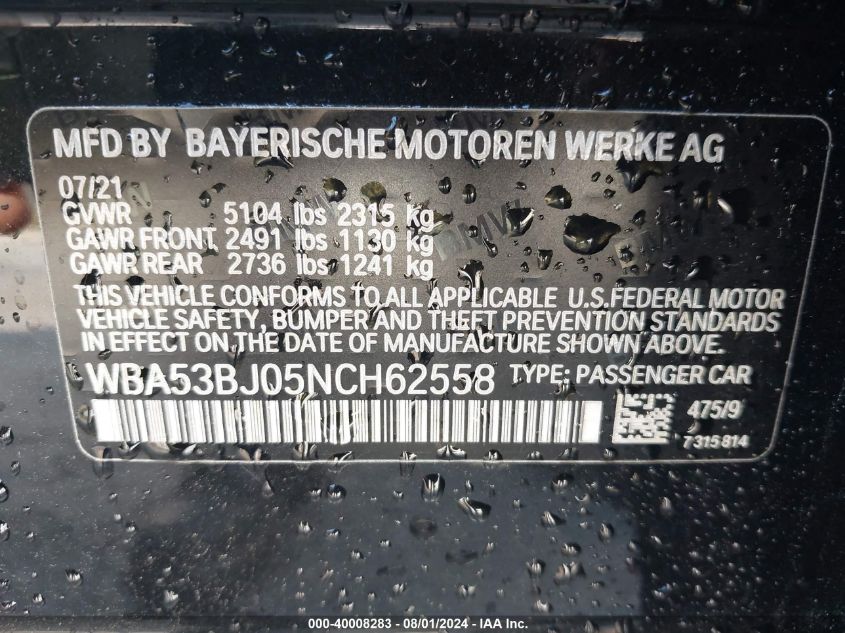 MFD BY BAYERISCHE MOTOREN WERKE AG
07/21
GVWR 5104 lbs 2315 kg
GAWR FRONT 2491 lbs 1130 kg
GAWR REAR 2736 lbs 1241 kg
THIS VEHICLE CONFORMS TO ALL APPLICABLE U.S.FEDERAL MOTOR
VEHICLE SAFETY, BUMPER AND THEFT PREVENTION STANDARDS
IN EFFECT ON THE DATE OF MANUFACTURE SHOWN ABOVE.
WBA53BJ05NCH62558 TYPE: PASSENGER CAR
475/9
7 315 814
000-40008283 - 08/01/2024 - IAA Inc.